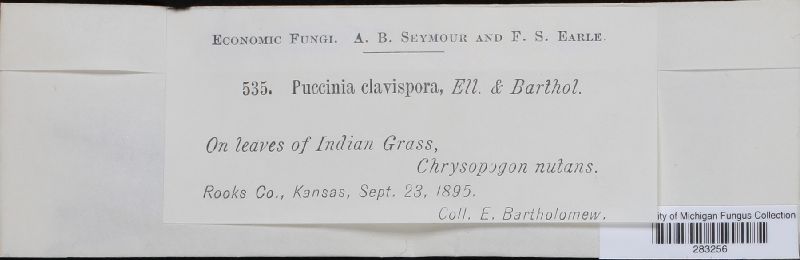 Economic Fungi. A. B. Seymour and F. S. Earle.
535. Puccinia clavispora, Ell. & Barthol.
On leaves of Indian Grass,
Chrysopogon nutans.
Rooks Co., Kansas, Sept. 23, 1895.
Coll. E. Bartholomew.
ity of Michigan Fungus Collection
283256